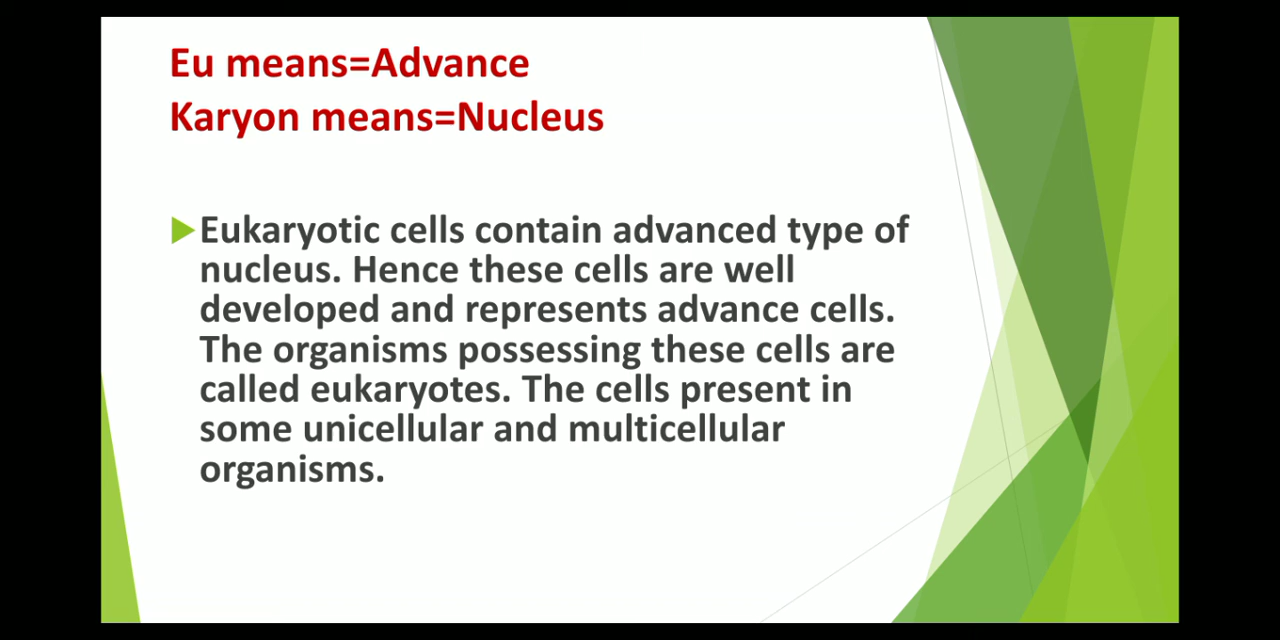 Eu means=Advance
Karyon means=Nucleus
Eukaryotic cells contain advanced type of
nucleus. Hence these cells are well
developed and represents advance cells.
The organisms possessing these cells are
called eukaryotes. The cells present in
some unicellular and multicellular
organisms.